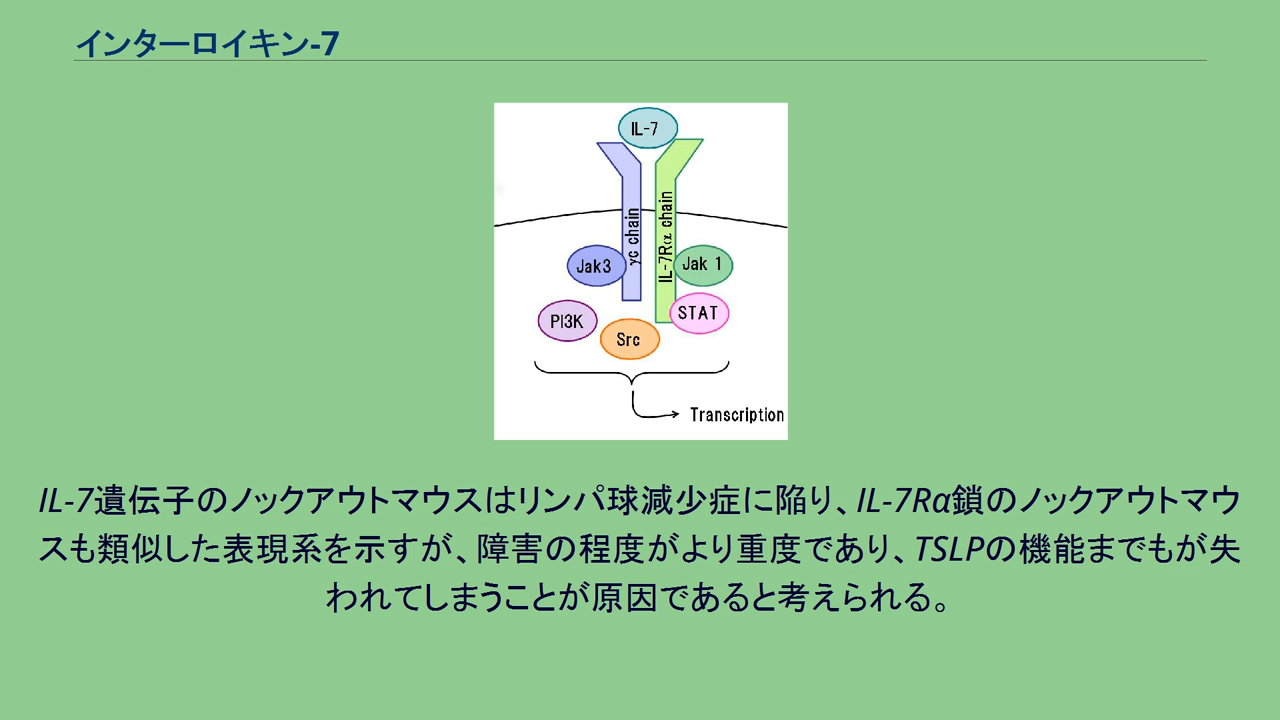 インターロイキン-7
IL-7
γc chain
IL-7Rα chain
Jak3
Jak 1
PI3K
Src
STAT
Transcription
IL-7遺伝子のノックアウトマウスはリンパ球減少症に陥り、IL-7Rα鎖のノックアウトマウ
スも類似した表現系を示すが、障害の程度がより重度であり、TSLPの機能までもが失
われてしまうことが原因であると考えられる。